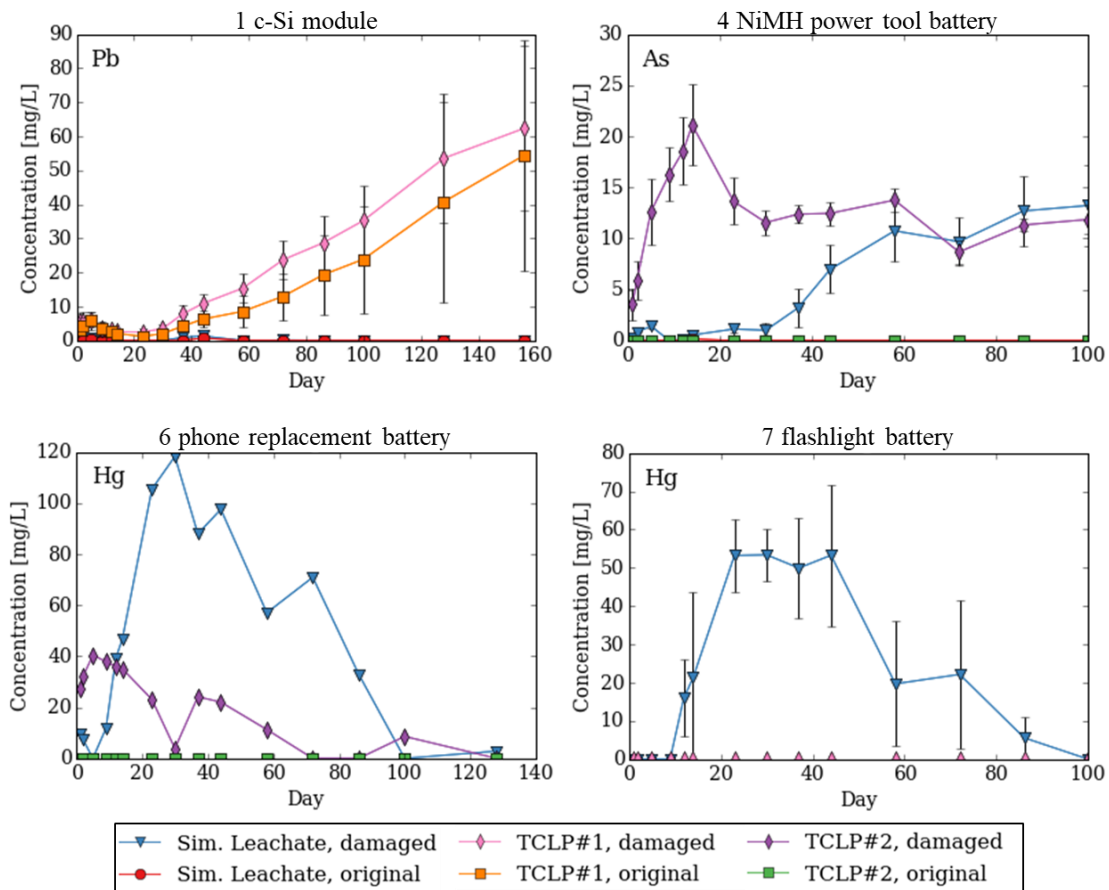 1 c-Si module
4 NiMH power tool battery
90
80
70
60
50
40
30
20
10
0
Pb
Concentration [mg/L]
0 20 40 60 80 100 120 140 160
Day
30
25
20
15
10
5
0
As
Concentration [mg/L]
0 20 40 60 80 100
Day
6 phone replacement battery
7 flashlight battery
120
100
80
60
40
20
0
Hg
Concentration [mg/L]
0 20 40 60 80 100 120 140
Day
80
70
60
50
40
30
20
10
0
Hg
Concentration [mg/L]
0 20 40 60 80 100
Day
Sim. Leachate, damaged TCLP#1, damaged TCLP#2, damaged
Sim. Leachate, original TCLP#1, original TCLP#2, original